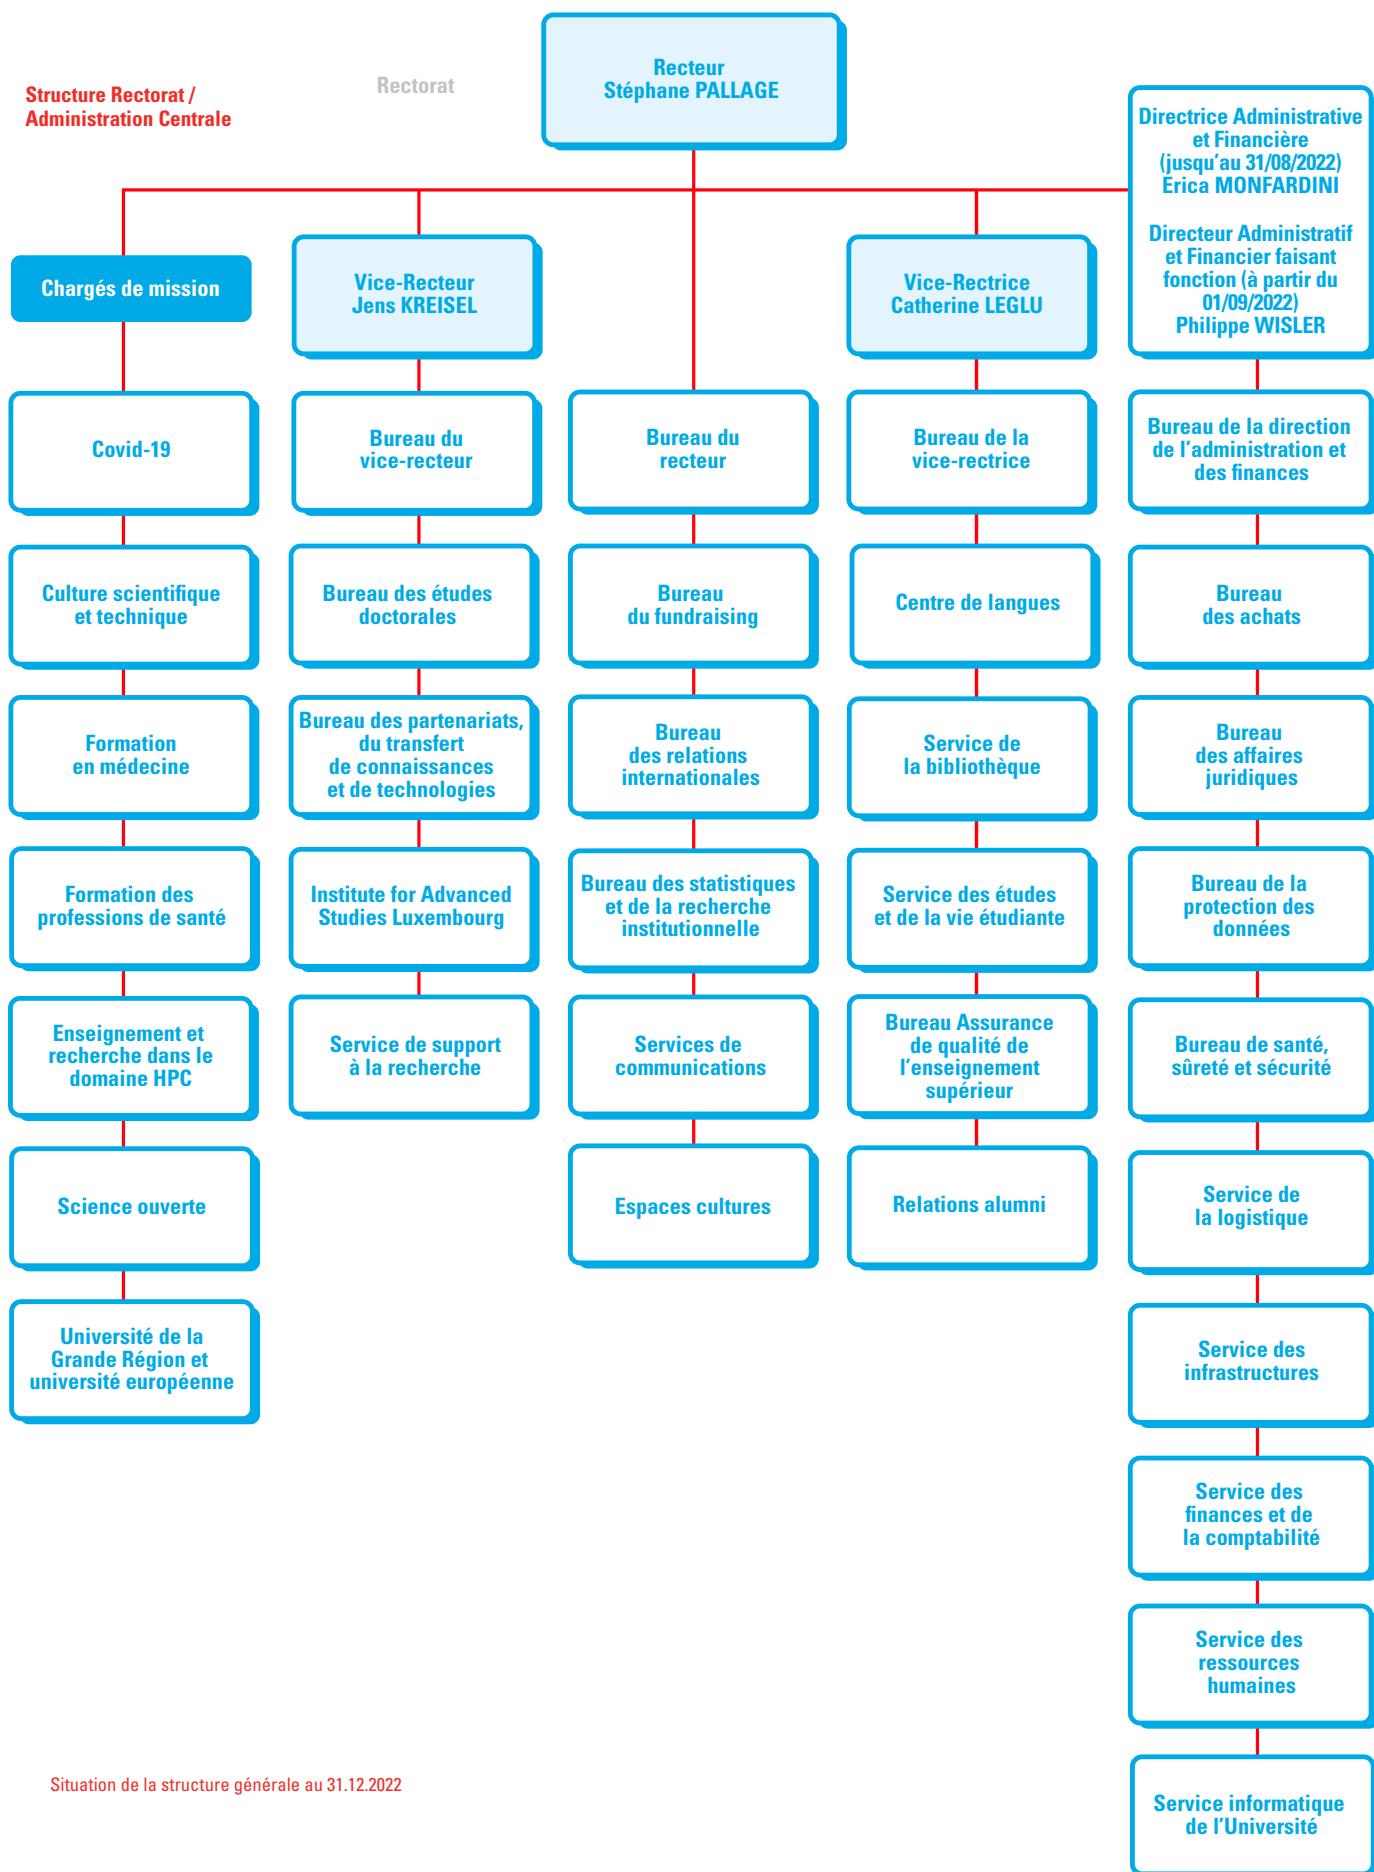 Structure Rectorat /
Administration Centrale
Rectorat
Recteur
Stéphane PALLAGE
Directrice Administrative
et Financière
(jusqu'au 31/08/2022)
Erica MONFARDINI
Directeur Administratif
et Financier faisant
fonction (à partir du
01/09/2022)
Philippe WISLER
Chargés de mission
Vice-Recteur
Jens KREISEL
Vice-Rectrice
Catherine LEGLU
Covid-19
Culture scientifique
et technique
Formation
en médecine
Formation des
professions de santé
Enseignement et
recherche dans le
domaine HPC
Science ouverte
Université de la
Grande Région et
université européenne
Bureau du
vice-recteur
Bureau des études
doctorales
Bureau des partenariats,
du transfert
de connaissances
et de technologies
Institute for Advanced
Studies Luxembourg
Service de support
à la recherche
Bureau du
recteur
Bureau
du fundraising
Bureau
des relations
internationales
Bureau des statistiques
et de la recherche
institutionnelle
Services de
communications
Espaces cultures
Bureau de la
vice-rectrice
Centre de langues
Service de
la bibliothèque
Service des études
et de la vie étudiante
Bureau Assurance
de qualité de
l'enseignement
supérieur
Relations alumni
Bureau de la direction
de l'administration et
des finances
Bureau
des achats
Bureau
des affaires
juridiques
Bureau de la
protection des
données
Bureau de santé,
sûreté et sécurité
Service de
la logistique
Service des
infrastructures
Service des
finances et de
la comptabilité
Service des
ressources
humaines
Service informatique
de l'Université
Situation de la structure générale au 31.12.2022